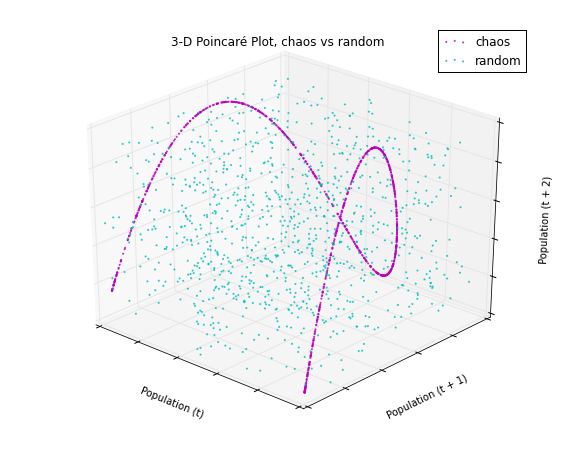 3-D Poincaré Plot, chaos vs random
chaos
random
Population (t)
Population (t + 1)
Population (t + 2)